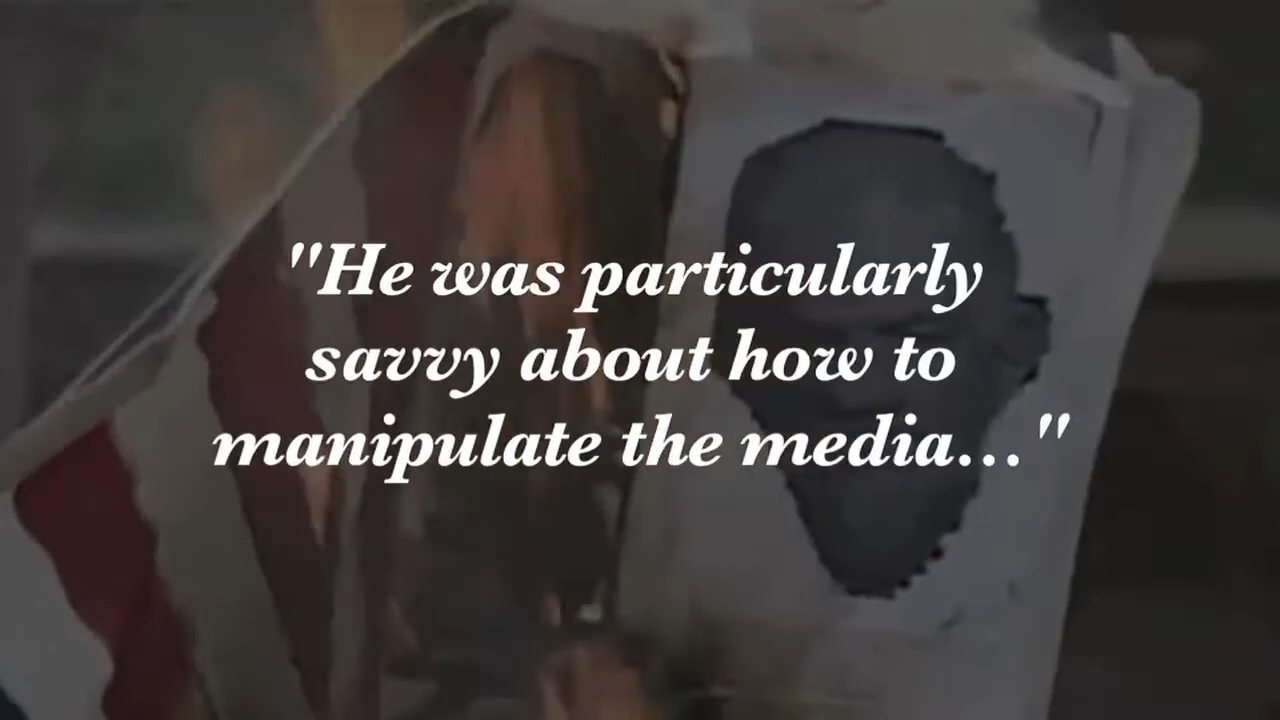 "He was particularly
savvy about how to
manipulate the media..."